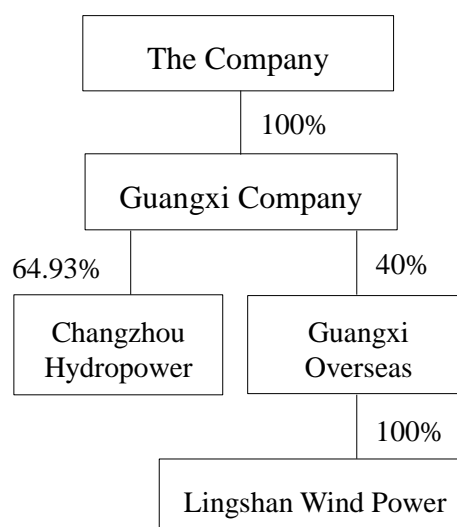 The Company
100%
Guangxi Company
64.93%
40%
Changzhou
Hydropower
Guangxi
Overseas
100%
Lingshan Wind Power